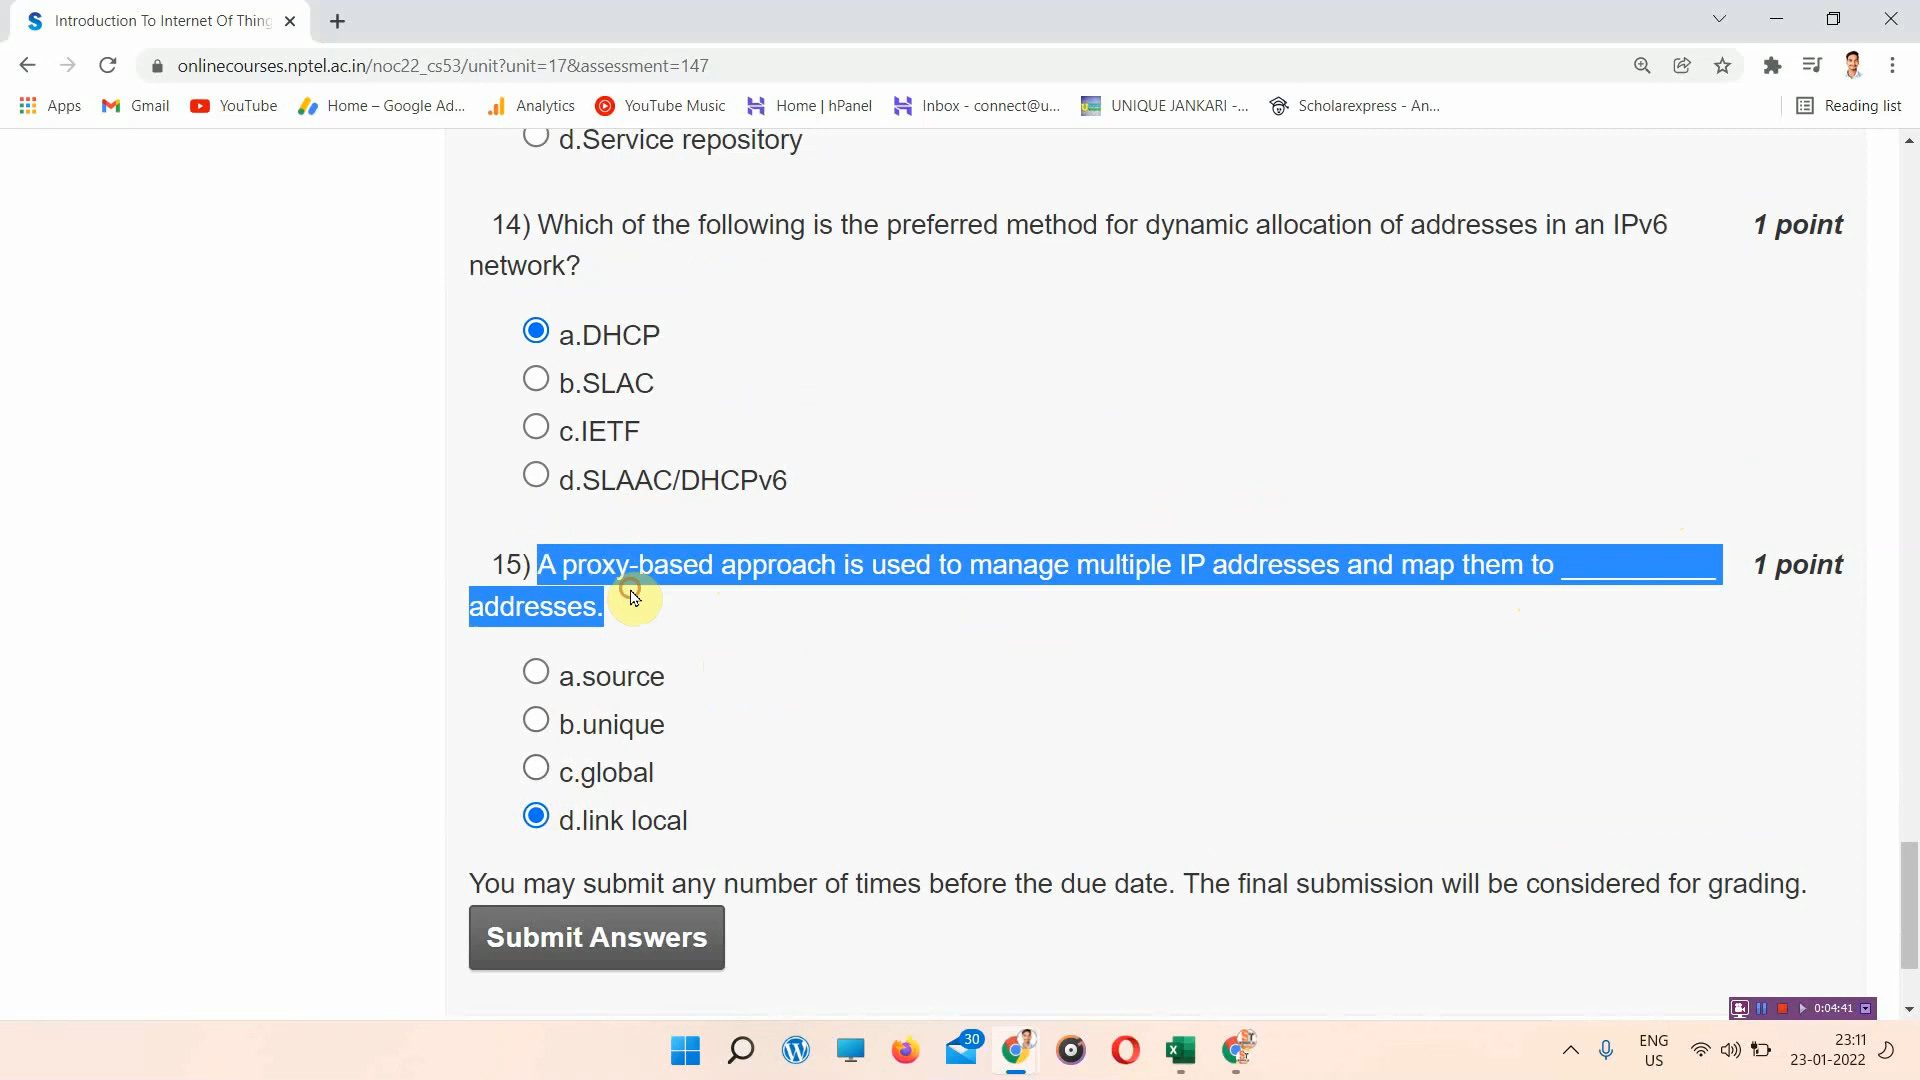 Introduction To Internet Of Thing
onlinecourses.nptel.ac.in/noc22_cs53/unit?unit=17&assessment=147
Apps Gmail YouTube Home – Google Ad... Analytics YouTube Music Home | hPanel Inbox - connect@u... UNIQUE JANKARI -... Scholarexpress - An... Reading list
d.Service repository
14) Which of the following is the preferred method for dynamic allocation of addresses in an IPv6 1 point
network?
a.DHCP
b.SLAC
c.IETF
d.SLAAC/DHCPv6
15) A proxy-based approach is used to manage multiple IP addresses and map them to __________ 1 point
addresses.
a.source
b.unique
c.global
d.link local
You may submit any number of times before the due date. The final submission will be considered for grading.
Submit Answers
0:04:41
30
ENG
US
23:11
23-01-2022